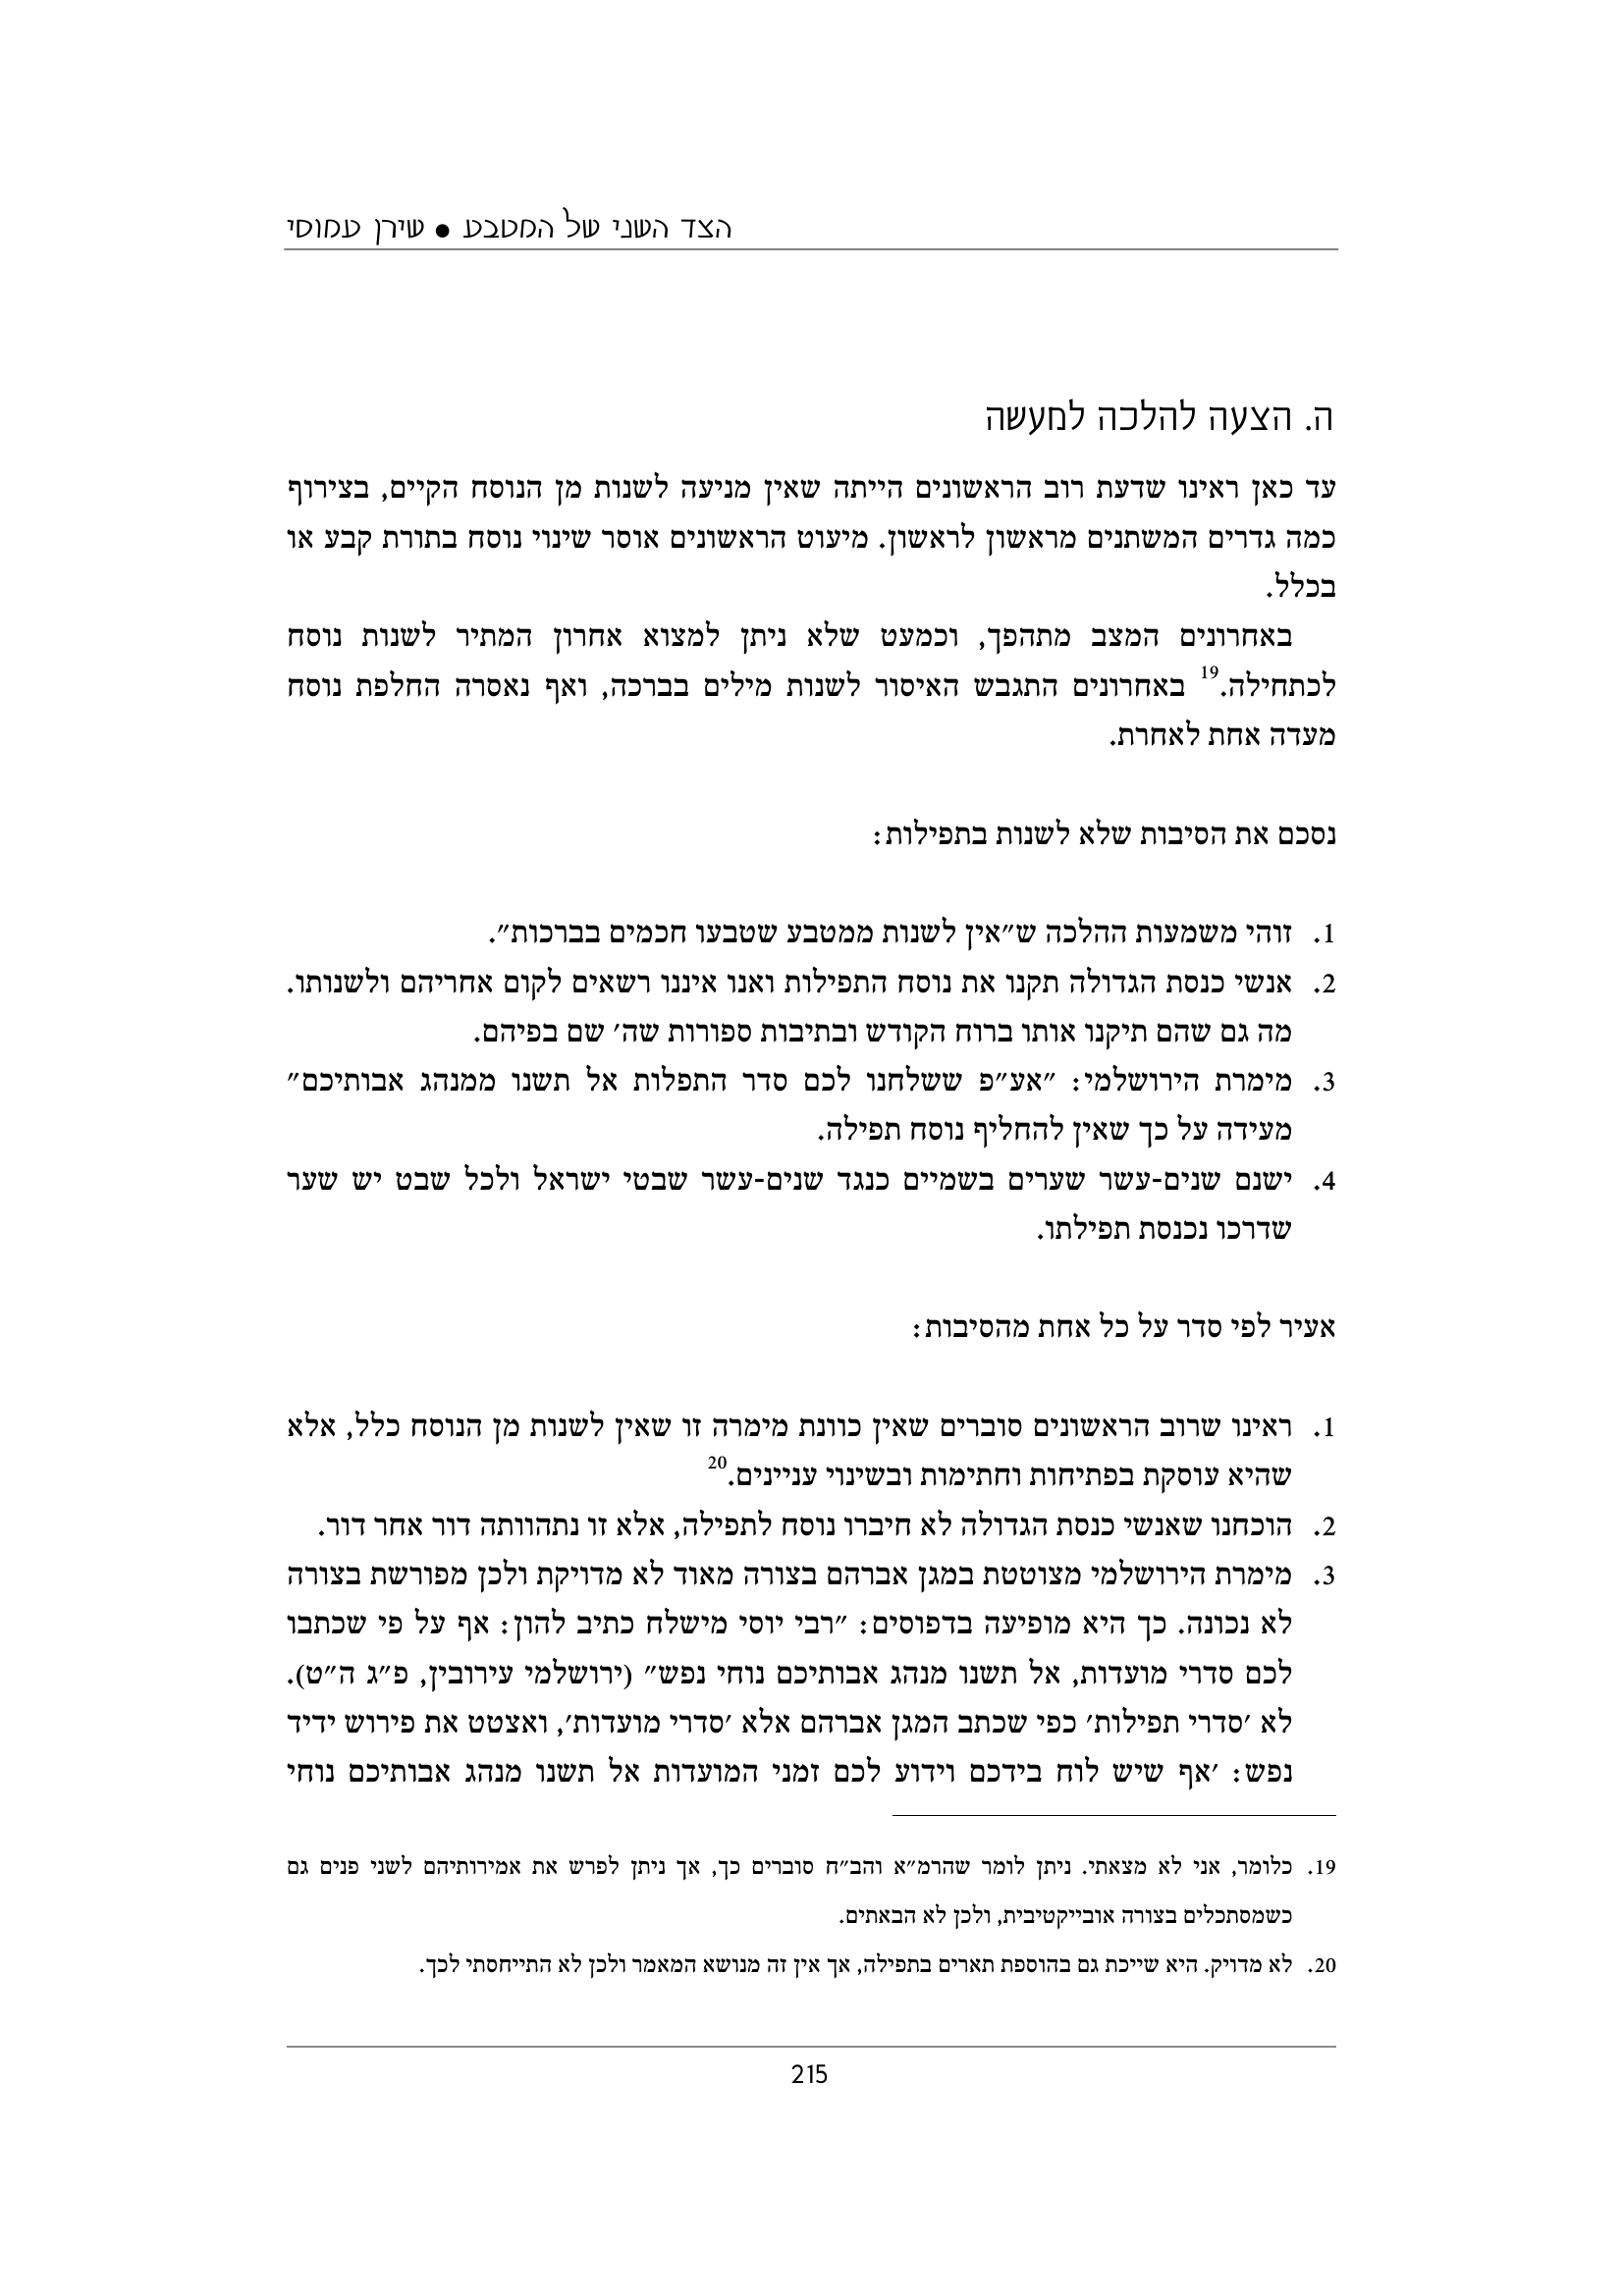 הצד השני של המטבע ● שירן עמוסי
ה. הצעה להלכה למעשה
עד כאן ראינו שדעת רוב הראשונים הייתה שאין מניעה לשנות מן הנוסח הקיים, בצירוף
כמה גדרים המשתנים מראשון לראשון. מיעוט הראשונים אוסר שינוי נוסח בתורת קבע או
בכלל.
באחרונים המצב מתהפך, וכמעט שלא ניתן למצוא אחרון המתיר לשנות נוסח
לכתחילה.19 באחרונים התגבש האיסור לשנות מילים בברכה, ואף נאסרה החלפת נוסח
מעדה אחת לאחרת.
נסכם את הסיבות שלא לשנות בתפילות:
1. זוהי משמעות ההלכה ש״אין לשנות ממטבע שטבעו חכמים בברכות״.
2. אנשי כנסת הגדולה תקנו את נוסח התפילות ואנו איננו רשאים לקום אחריהם ולשנותו.
מה גם שהם תיקנו אותו ברוח הקודש ובתיבות ספורות שה׳ שם בפיהם.
3. מימרת הירושלמי: ״אע״פ ששלחנו לכם סדר התפלות אל תשנו ממנהג אבותיכם״
מעידה על כך שאין להחליף נוסח תפילה.
4. ישנם שנים-עשר שערים בשמיים כנגד שנים-עשר שבטי ישראל ולכל שבט יש שער
שדרכו נכנסת תפילתו.
אעיר לפי סדר על כל אחת מהסיבות:
1. ראינו שרוב הראשונים סוברים שאין כוונת מימרה זו שאין לשנות מן הנוסח כלל, אלא
שהיא עוסקת בפתיחות וחתימות ובשינוי עניינים.20
2. הוכחנו שאנשי כנסת הגדולה לא חיברו נוסח לתפילה, אלא זו נתהוותה דור אחר דור.
3. מימרת הירושלמי מצוטטת במגן אברהם בצורה מאוד לא מדויקת ולכן מפורשת בצורה
לא נכונה. כך היא מופיעה בדפוסים: ״רבי יוסי מישלח כתיב להון: אף על פי שכתבו
לכם סדרי מועדות, אל תשנו מנהג אבותיכם נוחי נפש״ (ירושלמי עירובין, פ״ג ה״ט).
לא ׳סדרי תפילות׳ כפי שכתב המגן אברהם אלא ׳סדרי מועדות׳, ואצטט את פירוש ידיד
נפש: ׳אף שיש לוח בידכם וידוע לכם זמני המועדות אל תשנו מנהג אבותיכם נוחי
19. כלומר, אני לא מצאתי. ניתן לומר שהרמ״א והב״ח סוברים כך, אך ניתן לפרש את אמירותיהם לשני פנים גם
כשמסתכלים בצורה אובייקטיבית, ולכן לא הבאתים.
20. לא מדויק. היא שייכת גם בהוספת תארים בתפילה, אך אין זה מנושא המאמר ולכן לא התייחסתי לכך.
215